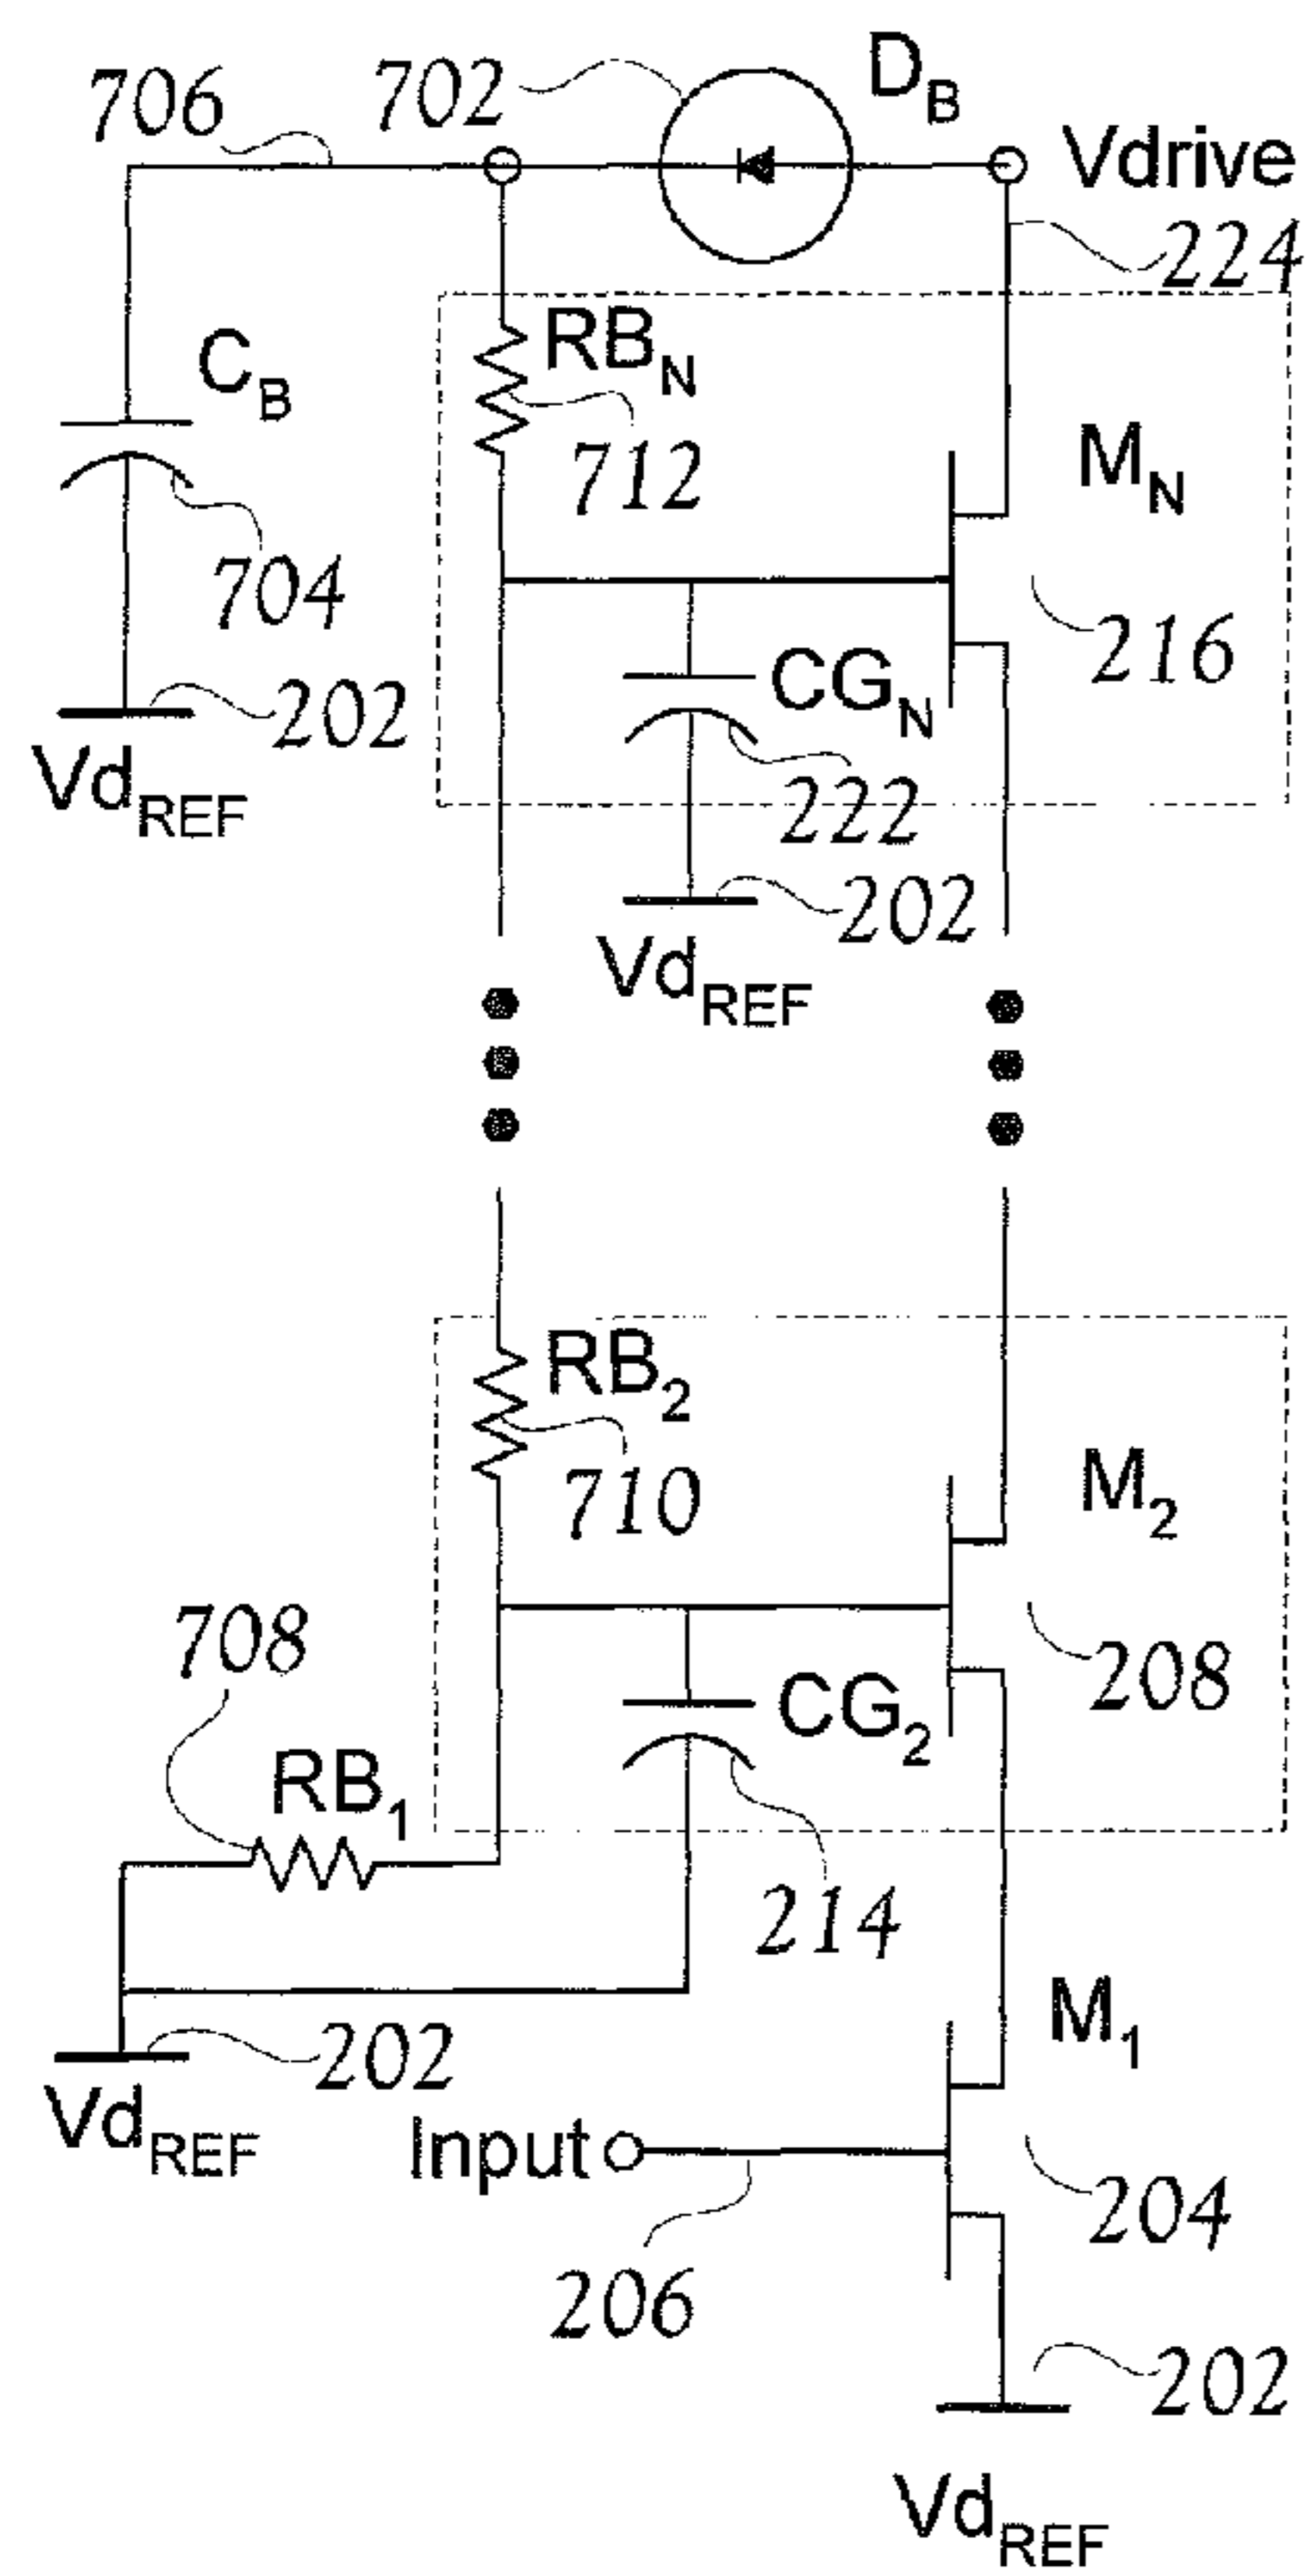 706
702
D_B
Vdrive
224
C_B
RB_N
712
M_N
704
216
CG_N
202
222
Vd_REF
202
Vd_REF
RB_2
710
M_2
708
208
CG_2
RB_1
214
M_1
202
Vd_REF
Input
204
206
202
Vd_REF